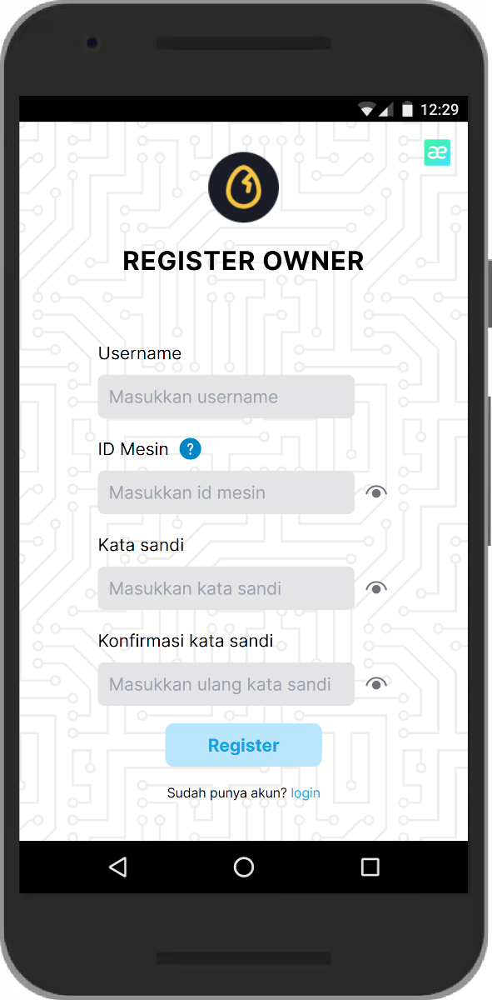 12:29
æ
REGISTER OWNER
Username
Masukkan username
ID Mesin ?
Masukkan id mesin
Kata sandi
Masukkan kata sandi
Konfirmasi kata sandi
Masukkan ulang kata sandi
Register
Sudah punya akun? login